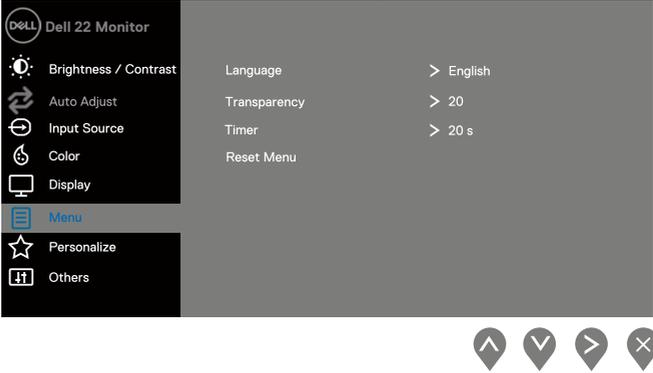 DELL Dell 22 Monitor
Brightness / Contrast
Auto Adjust
Input Source
Color
Display
Menu
Personalize
Others
Language > English
Transparency > 20
Timer > 20 s
Reset Menu